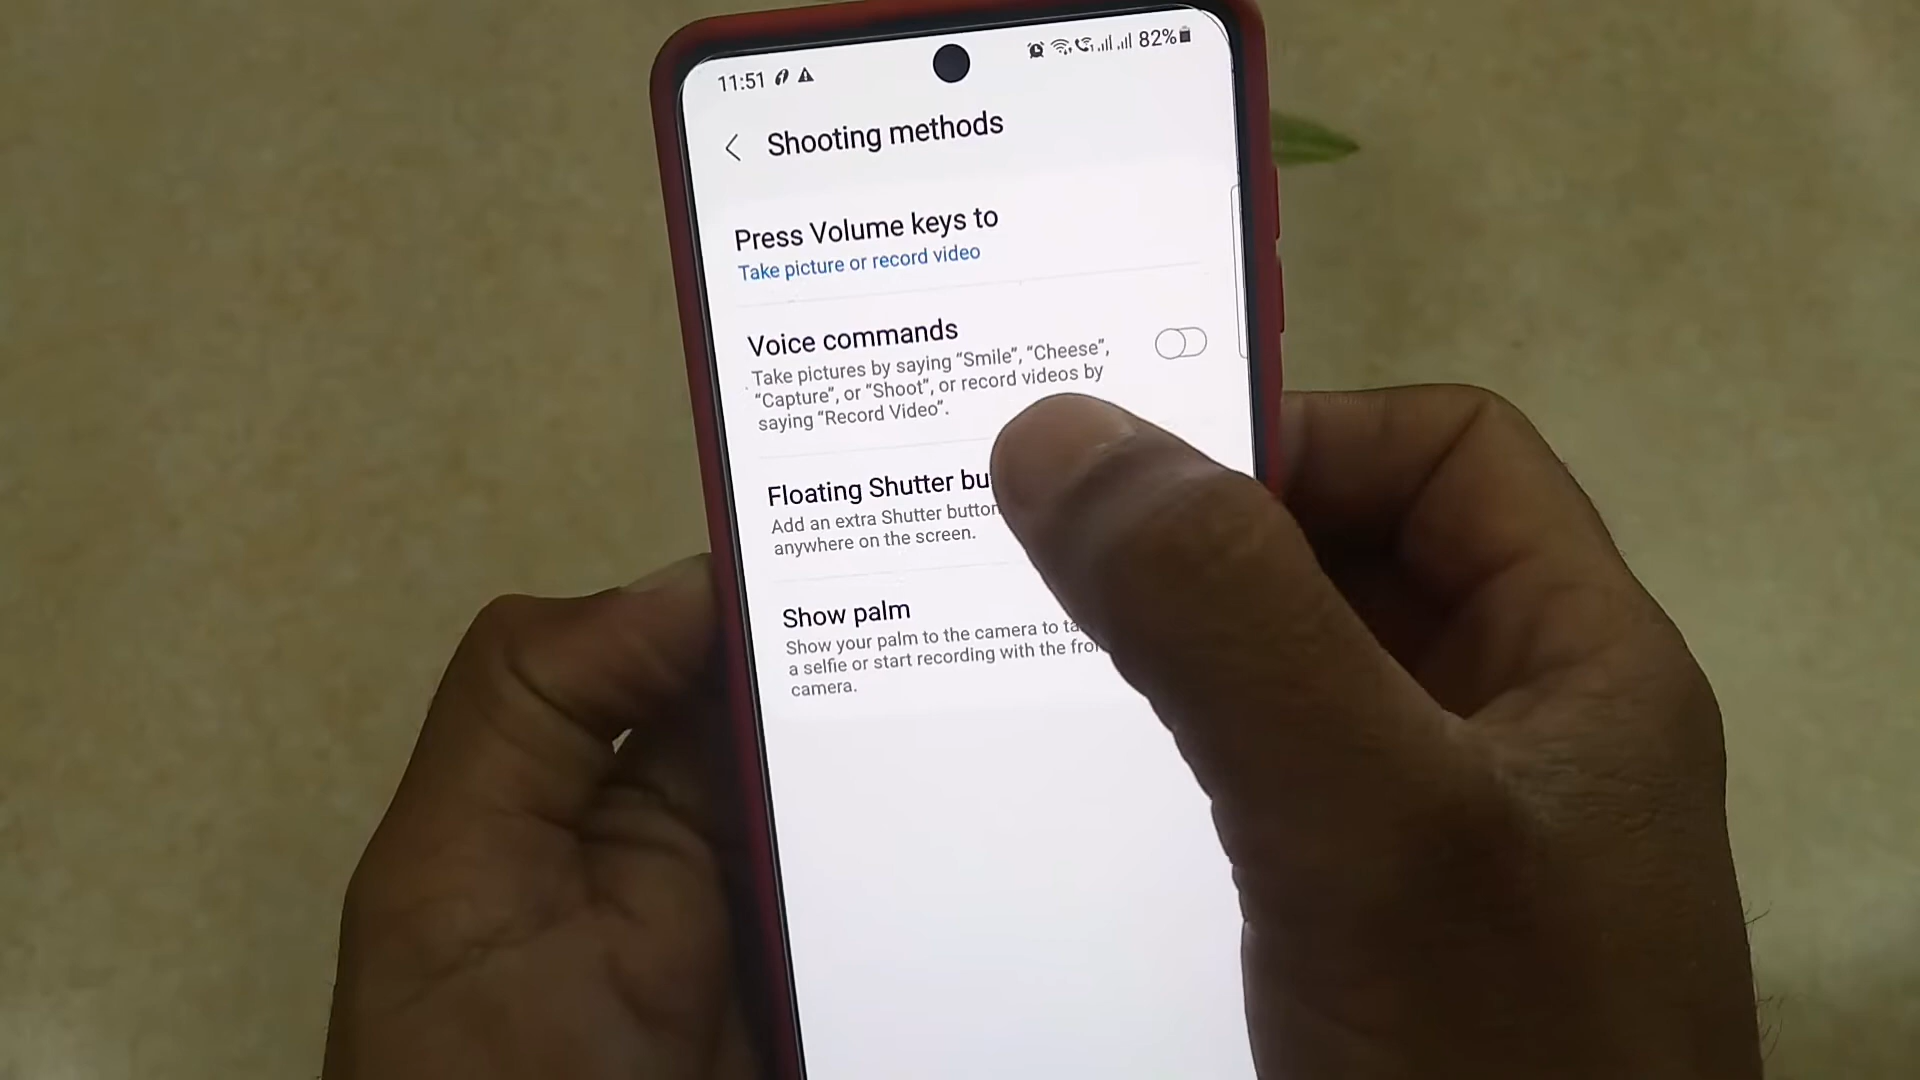 11:51 82%
Shooting methods
Press Volume keys to
Take picture or record video
Voice commands
Take pictures by saying “Smile”, “Cheese”,
“Capture”, or “Shoot”, or record videos by
saying “Record Video”.
Floating Shutter
Add an extra Shutter button
anywhere on the screen.
Show palm
Show your palm to the camera to
a selfie or start recording with the
camera.